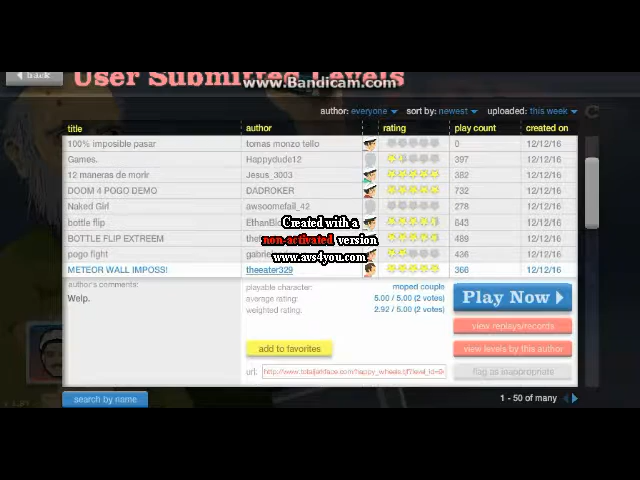 www.Bandicam.com
back
User Submitted Levels
author: everyone sort by: newest uploaded: this week
title author rating play count created on
100% imposible pasar tomas monzo tello 0 12/12/16
Games. Happydude12 397 12/12/16
12 maneras de morir Jesus_3003 382 12/12/16
DOOM 4 POGO DEMO DADROKER 732 12/12/16
Naked Girl awsoomefail_42 278 12/12/16
bottle flip 643 12/12/16
BOTTLE FLIP EXTREEM 489 12/12/16
pogo fight 436 12/12/16
METEOR WALL IMPOSS! theeater329 366 12/12/16
Created with a
non-activated version
www.avs4you.com
author's comments:
Welp.
playable character: moped couple
average rating: 5.00 / 5.00 (2 votes)
weighted rating: 2.92 / 5.00 (2 votes)
Play Now
view replays/records
add to favorites
view levels by this author
url.
flag as inappropriate
search by name
1 - 50 of many